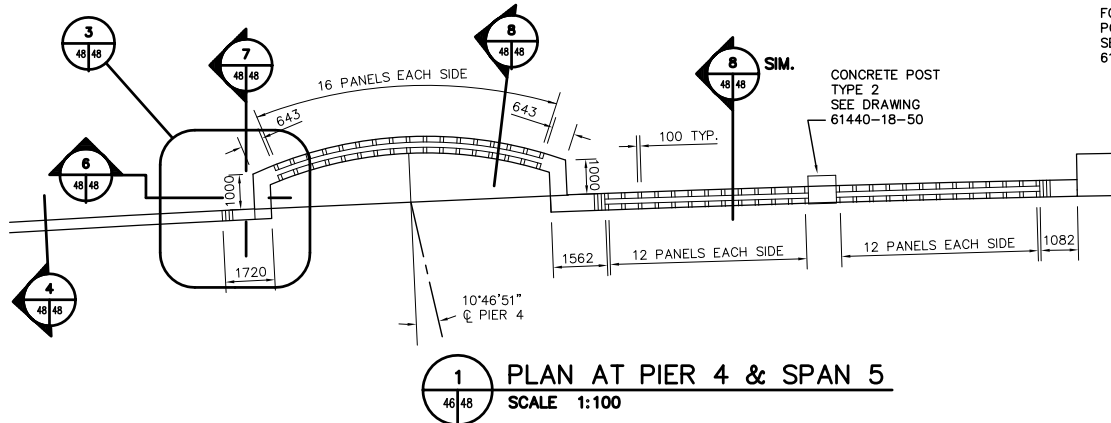 3
48 48
7
48 48
8
48 48
8
48 48
SIM.
FO
PO
SE
61
16 PANELS EACH SIDE
643
643
CONCRETE POST
TYPE 2
SEE DRAWING
61440-18-50
100 TYP.
6
48 48
1000
1000
1720
1562
12 PANELS EACH SIDE
12 PANELS EACH SIDE
1082
4
48 48
10°46'51"
℄ PIER 4
1
46 48
PLAN AT PIER 4 & SPAN 5
SCALE 1:100